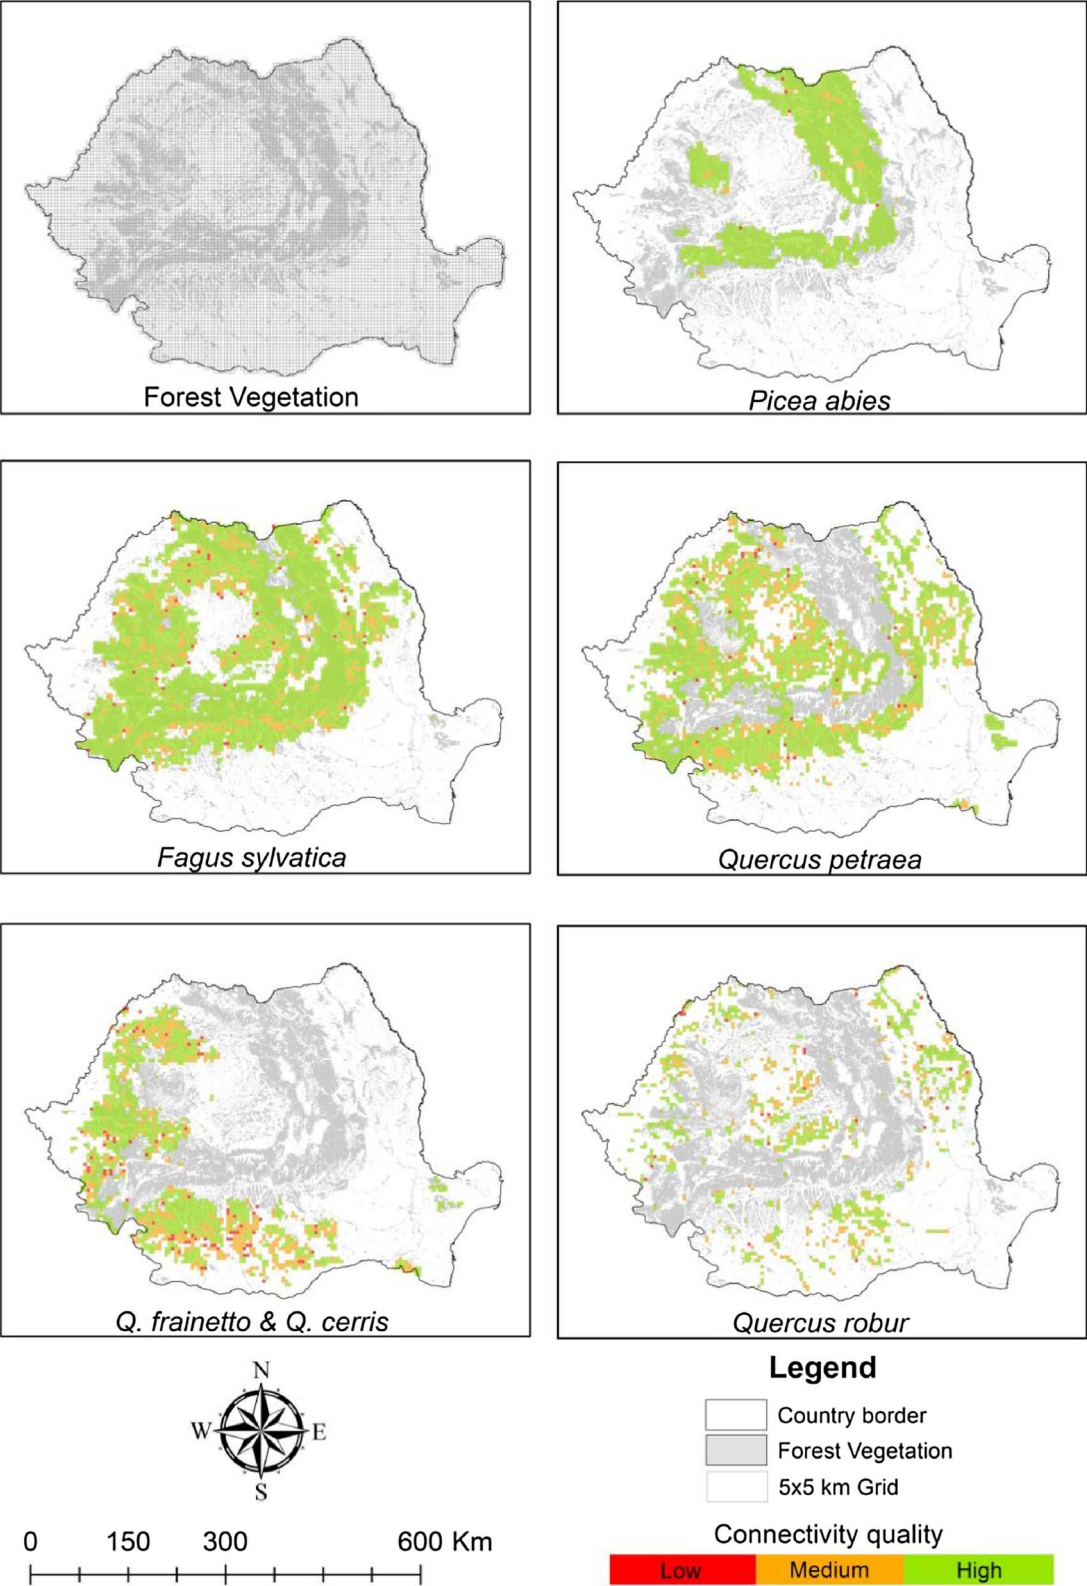 Forest Vegetation
Picea abies
Fagus sylvatica
Quercus petraea
Q. frainetto & Q. cerris
Quercus robur
N
W E
S
0 150 300 600 Km
Legend
Country border
Forest Vegetation
5x5 km Grid
Connectivity quality
Low Medium High